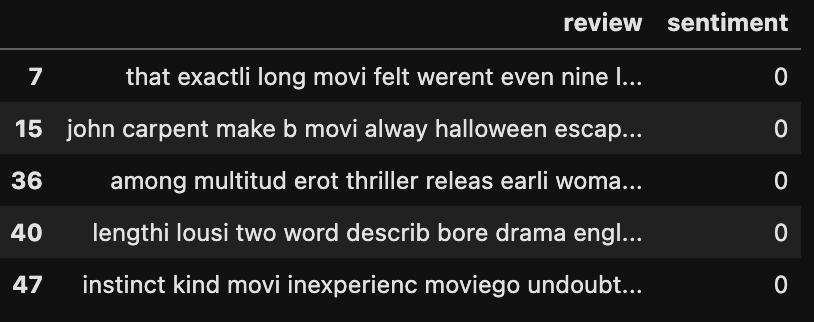 review sentiment
7 that exactli long movi felt werent even nine l... 0
15 john carpent make b movi alway halloween escap... 0
36 among multitud erot thriller releas earli woma... 0
40 lengthi lousi two word describ bore drama engl... 0
47 instinct kind movi inexperienc moviego undoubt... 0